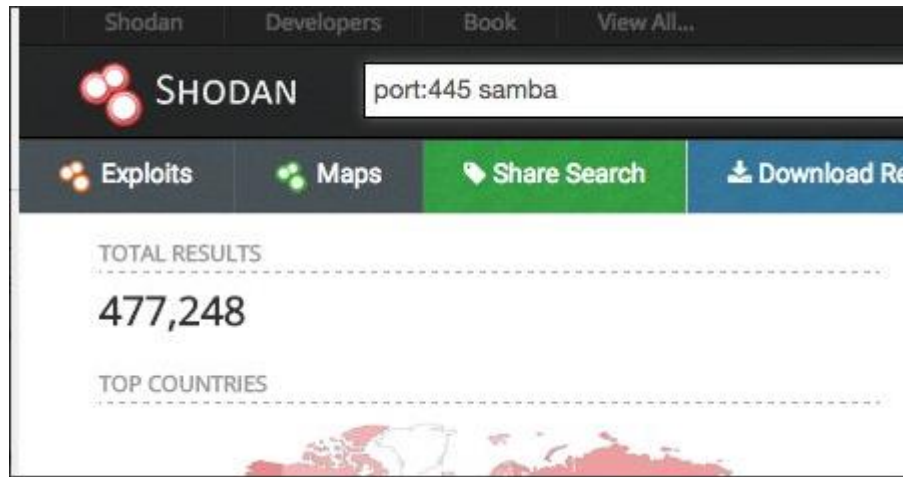 Shodan Developers Book View All...
SHODAN port:445 samba
Exploits Maps Share Search Download Re
TOTAL RESULTS
477,248
TOP COUNTRIES